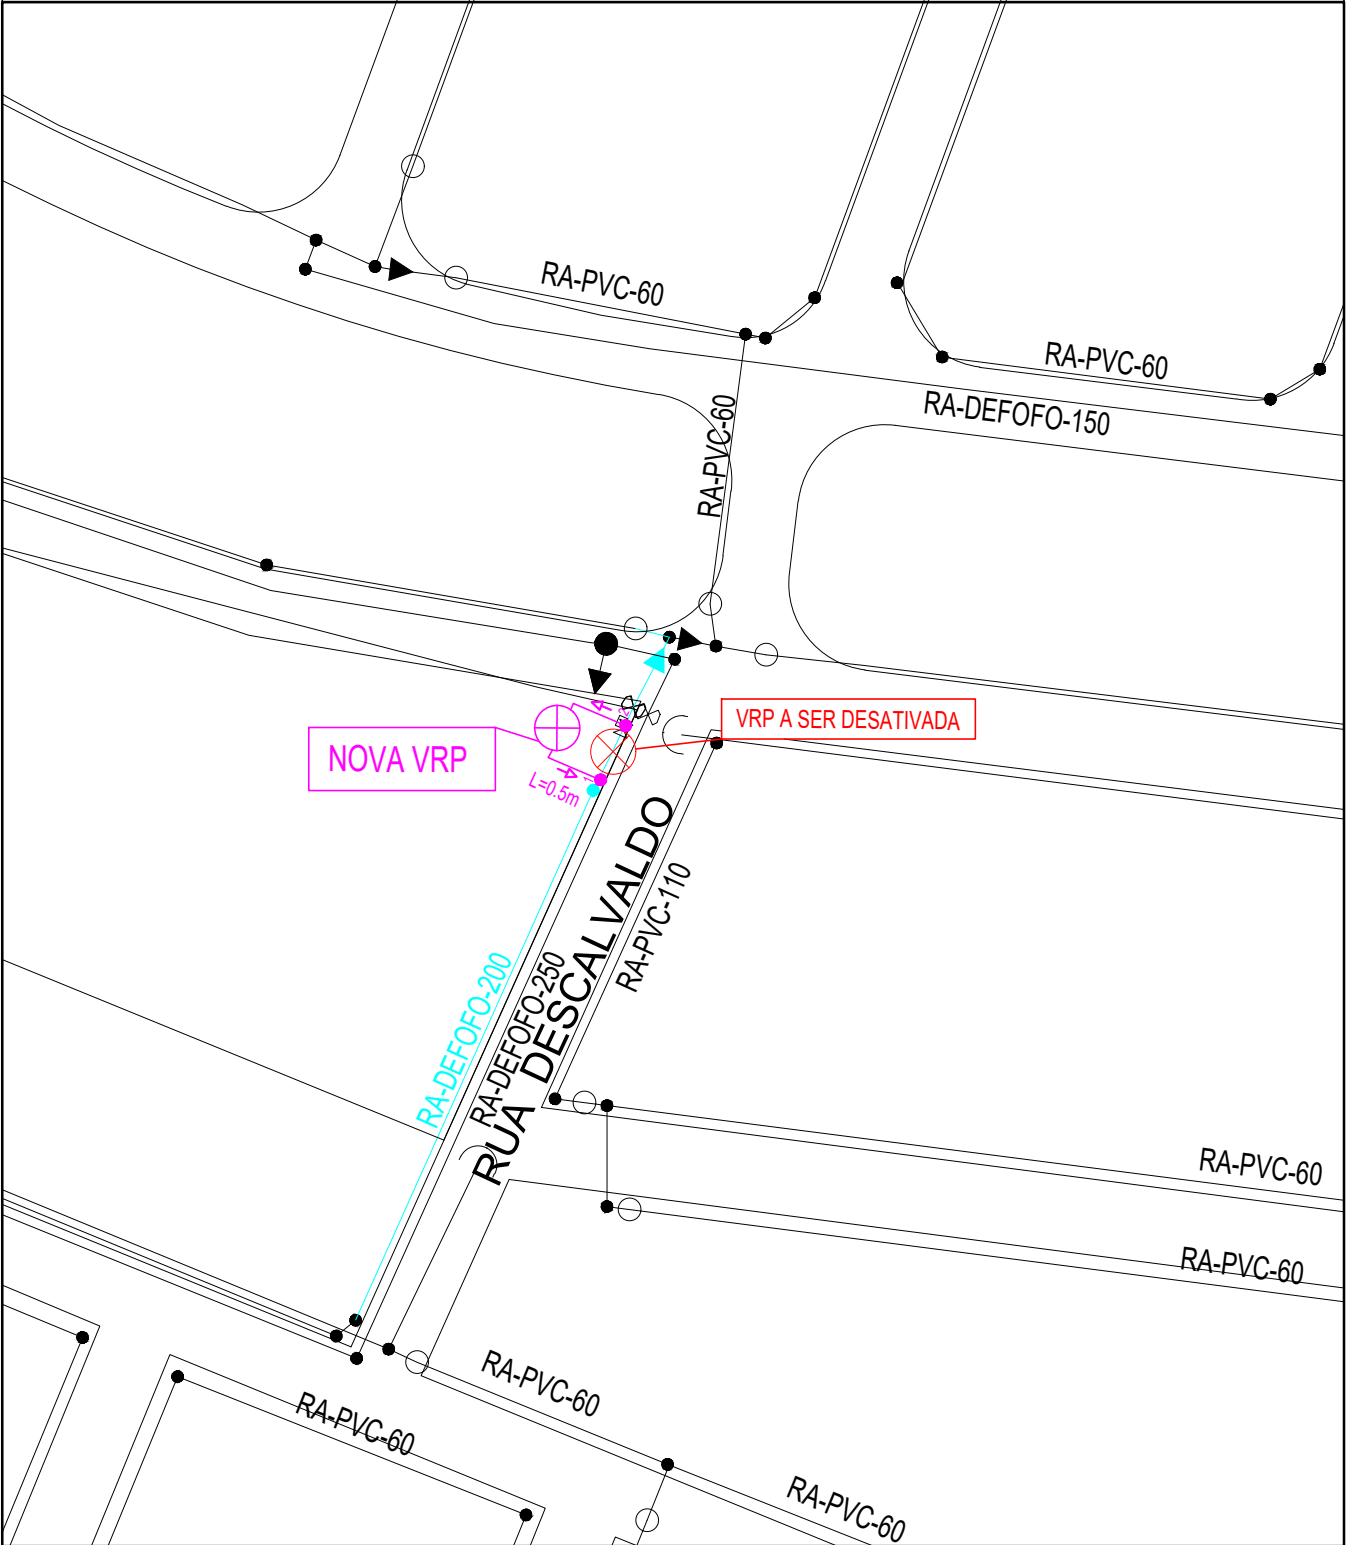 RA-PVC-60
RA-PVC-60
RA-DEFOFO-150
RA-PVC-60
VRP A SER DESATIVADA
2
NOVA VRP
1
L=0.5m
RUA DESCALVALDO
RA-PVC-110
RA-DEFOFO-200
RA-DEFOFO-250
RA-PVC-60
RA-PVC-60
RA-PVC-60
RA-PVC-60
RA-PVC-60